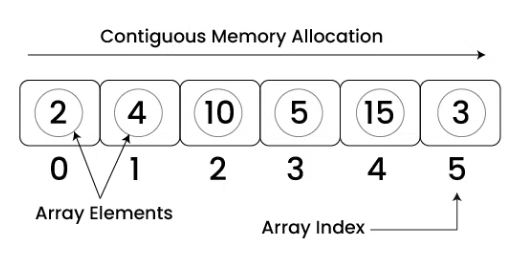 Contiguous Memory Allocation
2 4 10 5 15 3
0 1 2 3 4 5
Array Elements
Array Index